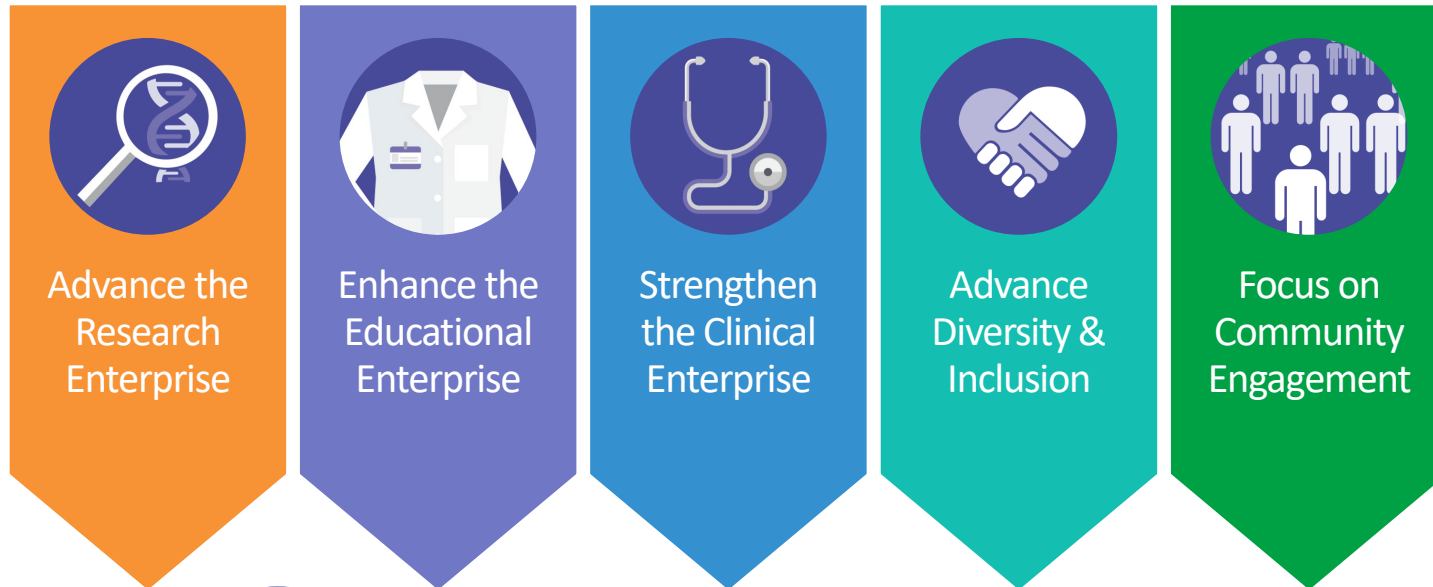 Advance the
Research
Enterprise
Enhance the
Educational
Enterprise
Strengthen
the Clinical
Enterprise
Advance
Diversity &
Inclusion
Focus on
Community
Engagement